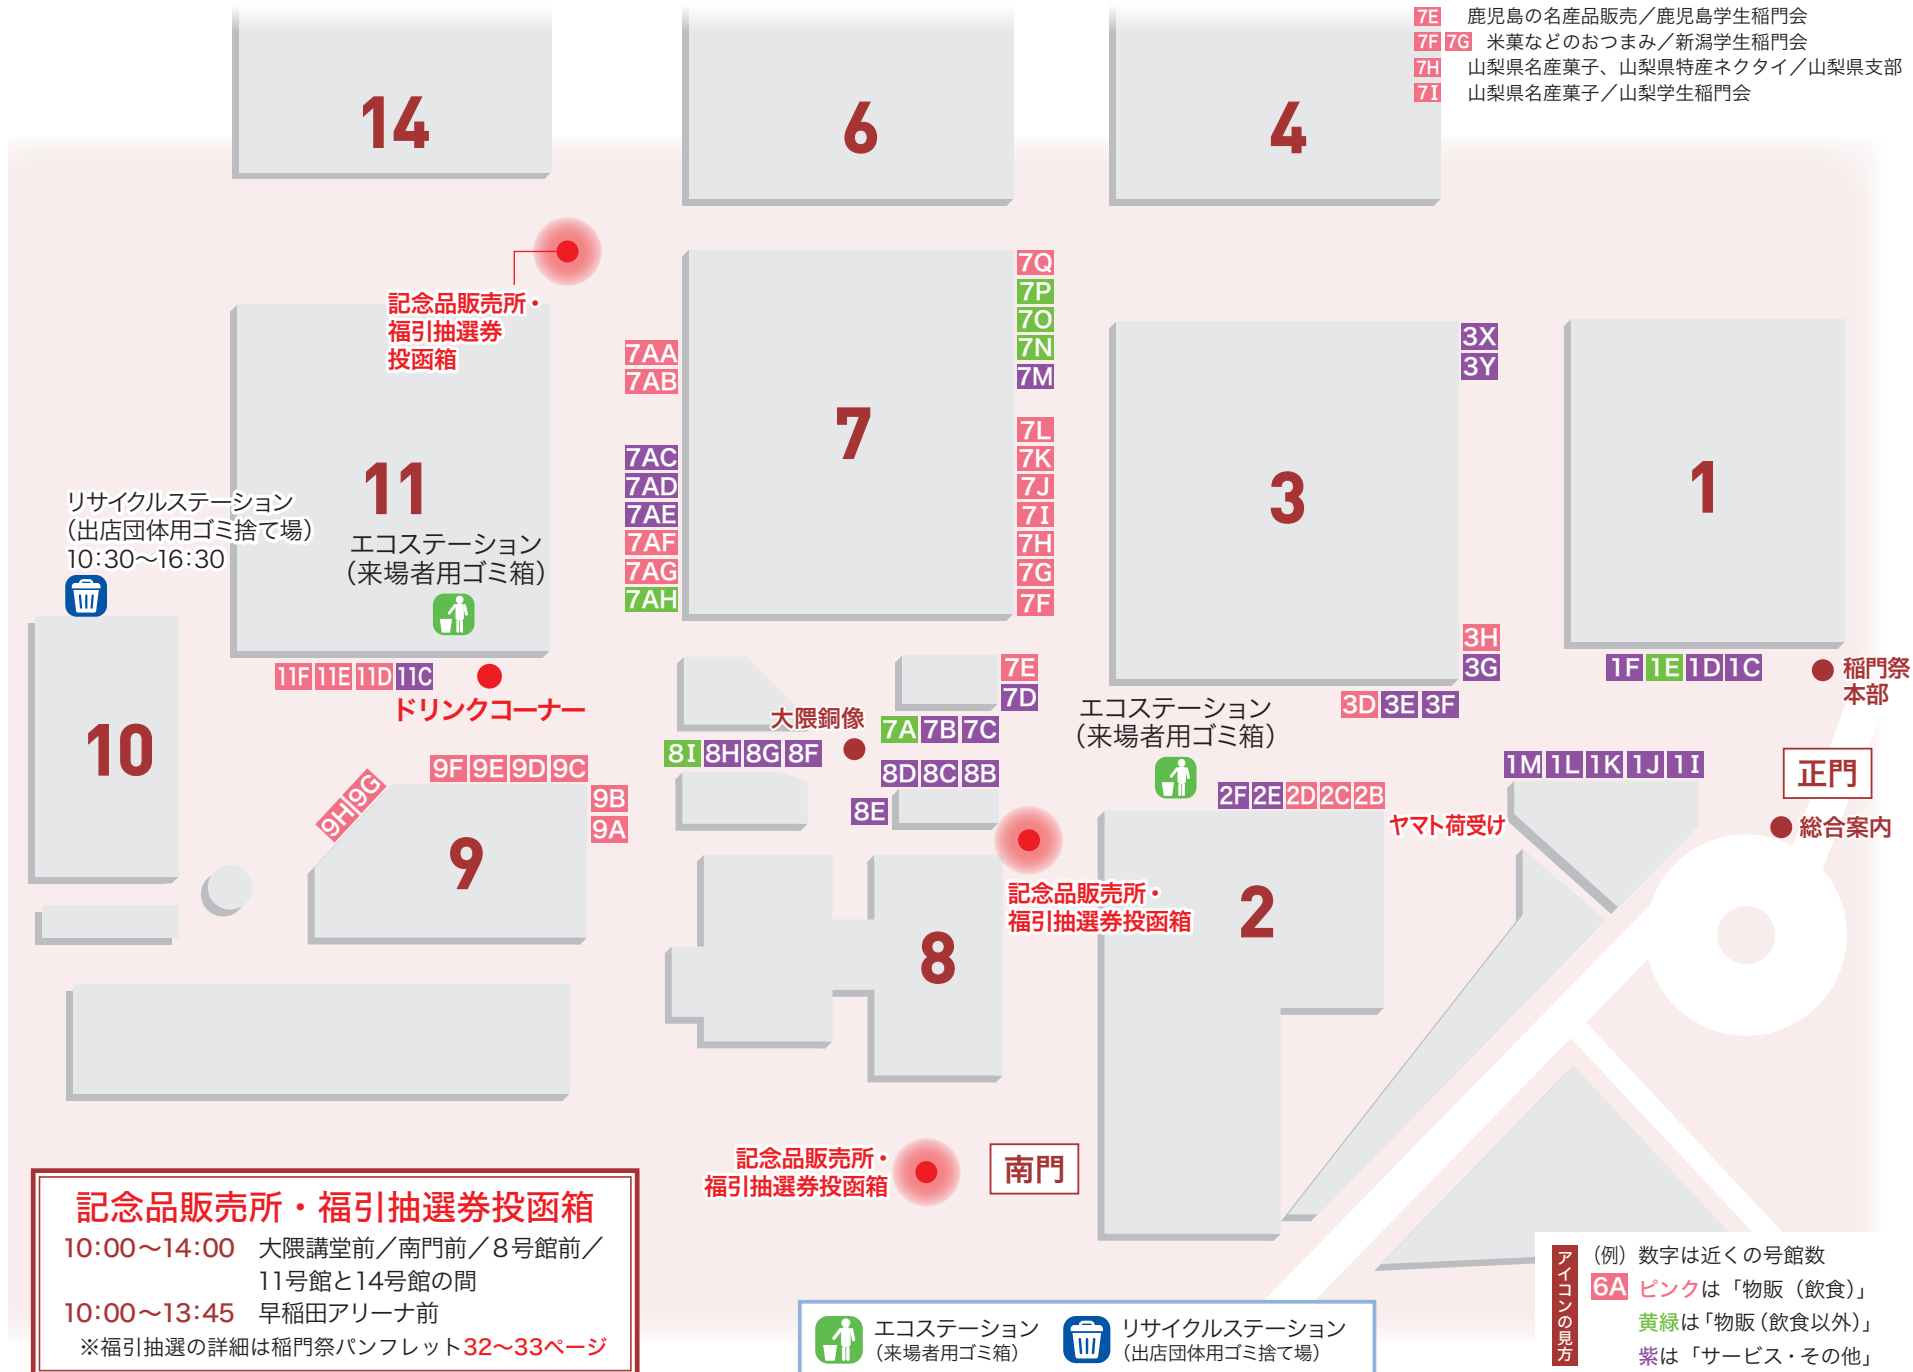 7E 鹿児島の名産品販売／鹿児島学生稲門会
7F 7G 米菓などのおつまみ／新潟学生稲門会
7H 山梨県名産菓子、山梨県特産ネクタイ／山梨県支部
7I 山梨県名産菓子／山梨学生稲門会
14
6
4
記念品販売所・
福引抽選券
投函箱
7Q
7P
7O
7N
7M
7AA
7AB
3X
3Y
7L
7K
7J
7I
7H
7G
7F
7
7AC
7AD
7AE
7AF
7AG
7AH
11
3
1
リサイクルステーション
（出店団体用ゴミ捨て場）
10:30〜16:30
エコステーション
（来場者用ゴミ箱）
11F 11E 11D 11C
ドリンクコーナー
7E
7D
3H
3G
1F 1E 1D 1C
稲門祭
本部
大隈銅像
7A 7B 7C
3D 3E 3F
エコステーション
（来場者用ゴミ箱）
10
8I 8H 8G 8F
8D 8C 8B
8E
9F 9E 9D 9C
9H 9G
9B
9A
9
1M 1L 1K 1J 1I
正門
総合案内
2F 2E 2D 2C 2B
ヤマト荷受け
記念品販売所・
福引抽選券投函箱
2
8
記念品販売所・
福引抽選券投函箱
南門
記念品販売所・福引抽選券投函箱
10:00〜14:00 大隈講堂前／南門前／8号館前／
11号館と14号館の間
10:00〜13:45 早稲田アリーナ前
※福引抽選の詳細は稲門祭パンフレット32〜33ページ
エコステーション
（来場者用ゴミ箱）
リサイクルステーション
（出店団体用ゴミ捨て場）
アイコンの見方
（例）数字は近くの号館数
6A ピンクは「物販（飲食）」
黄緑は「物販（飲食以外）」
紫は「サービス・その他」